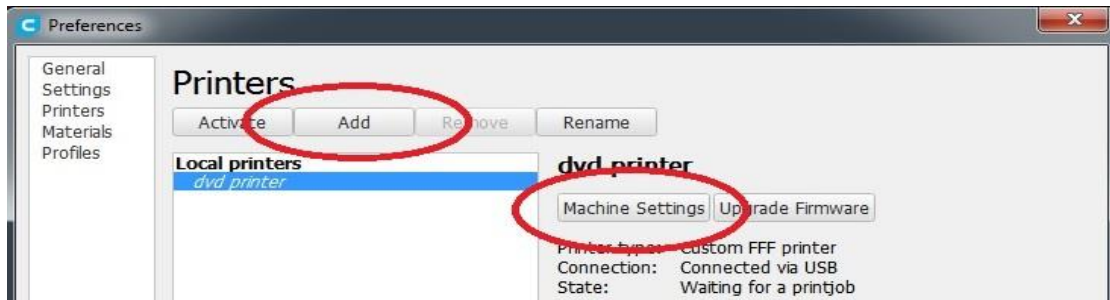 Preferences
General
Settings
Printers
Materials
Profiles
Printers
Activate Add Remove Rename
Local printers
dvd printer
dvd printer
Machine Settings Upgrade Firmware
Printer type: Custom FFF printer
Connection: Connected via USB
State: Waiting for a printjob